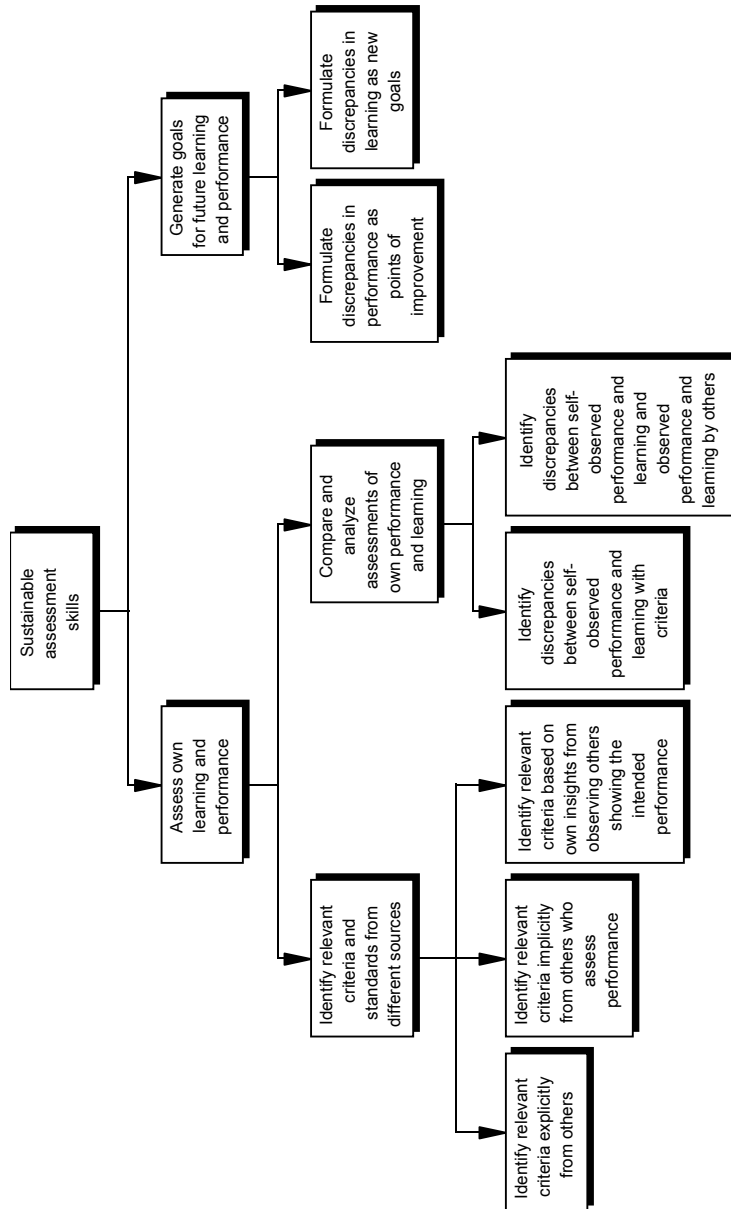 Sustainable
assessment
skills
Assess own
learning and
performance
Generate goals
for future learning
and performance
Identify relevant
criteria and
standards from
different sources
Compare and
analyze
assessments of
own performance
and learning
Formulate
discrepancies in
performance as
points of
improvement
Formulate
discrepancies in
learning as new
goals
Identify relevant
criteria explicitly
from others
Identify relevant
criteria implicitly
from others who
assess
performance
Identify relevant
criteria based on
own insights from
observing others
showing the
intended
performance
Identify
discrepancies
between self-
observed
performance and
learning with
criteria
Identify
discrepancies
between self-
observed
performance and
learning and
observed
performance and
learning by others